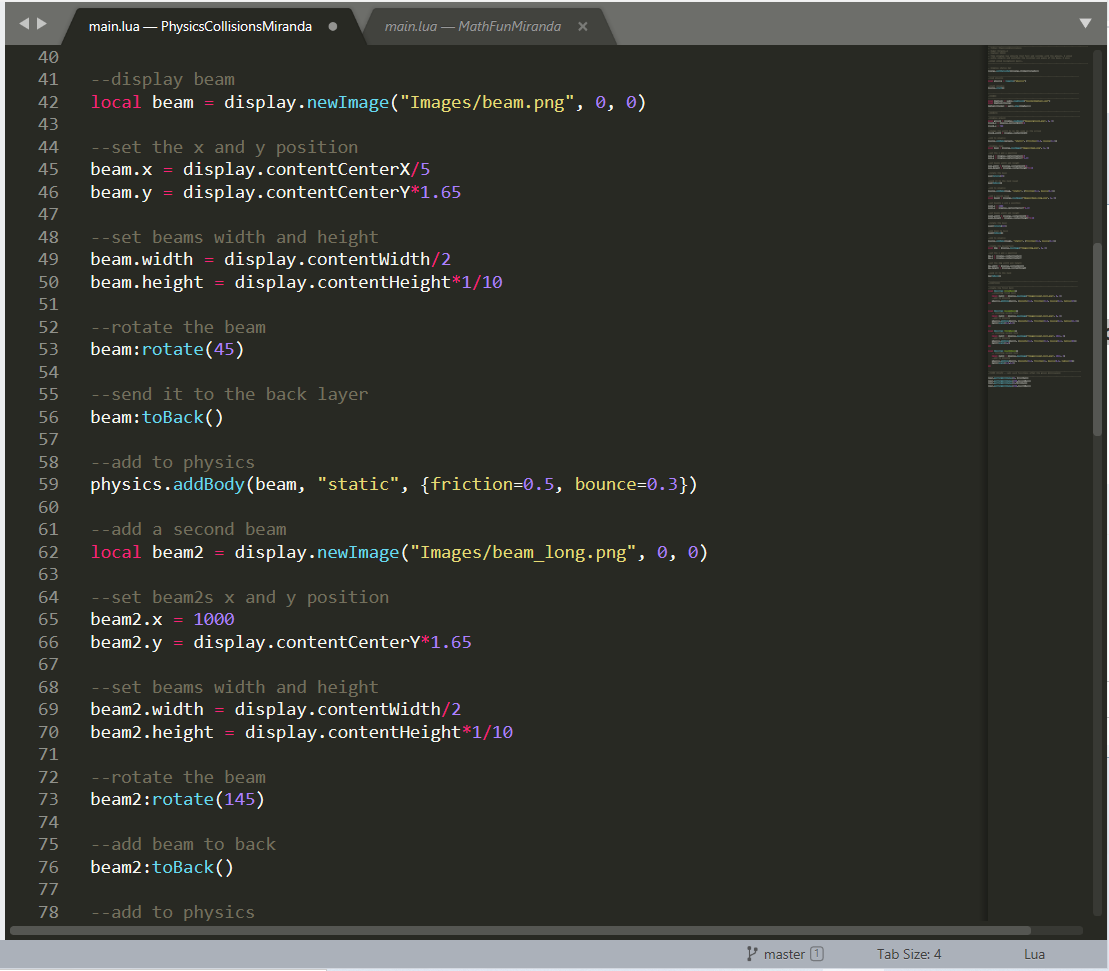 main.lua — PhysicsCollisionsMiranda
main.lua — MathFunMiranda
40
41 --display beam
42 local beam = display.newImage("Images/beam.png", 0, 0)
43
44 --set the x and y position
45 beam.x = display.contentCenterX/5
46 beam.y = display.contentCenterY*1.65
47
48 --set beams width and height
49 beam.width = display.contentWidth/2
50 beam.height = display.contentHeight*1/10
51
52 --rotate the beam
53 beam:rotate(45)
54
55 --send it to the back layer
56 beam:toBack()
57
58 --add to physics
59 physics.addBody(beam, "static", {friction=0.5, bounce=0.3})
60
61 --add a second beam
62 local beam2 = display.newImage("Images/beam_long.png", 0, 0)
63
64 --set beam2s x and y position
65 beam2.x = 1000
66 beam2.y = display.contentCenterY*1.65
67
68 --set beams width and height
69 beam2.width = display.contentWidth/2
70 beam2.height = display.contentHeight*1/10
71
72 --rotate the beam
73 beam2:rotate(145)
74
75 --add beam to back
76 beam2:toBack()
77
78 --add to physics
master 1 Tab Size: 4 Lua